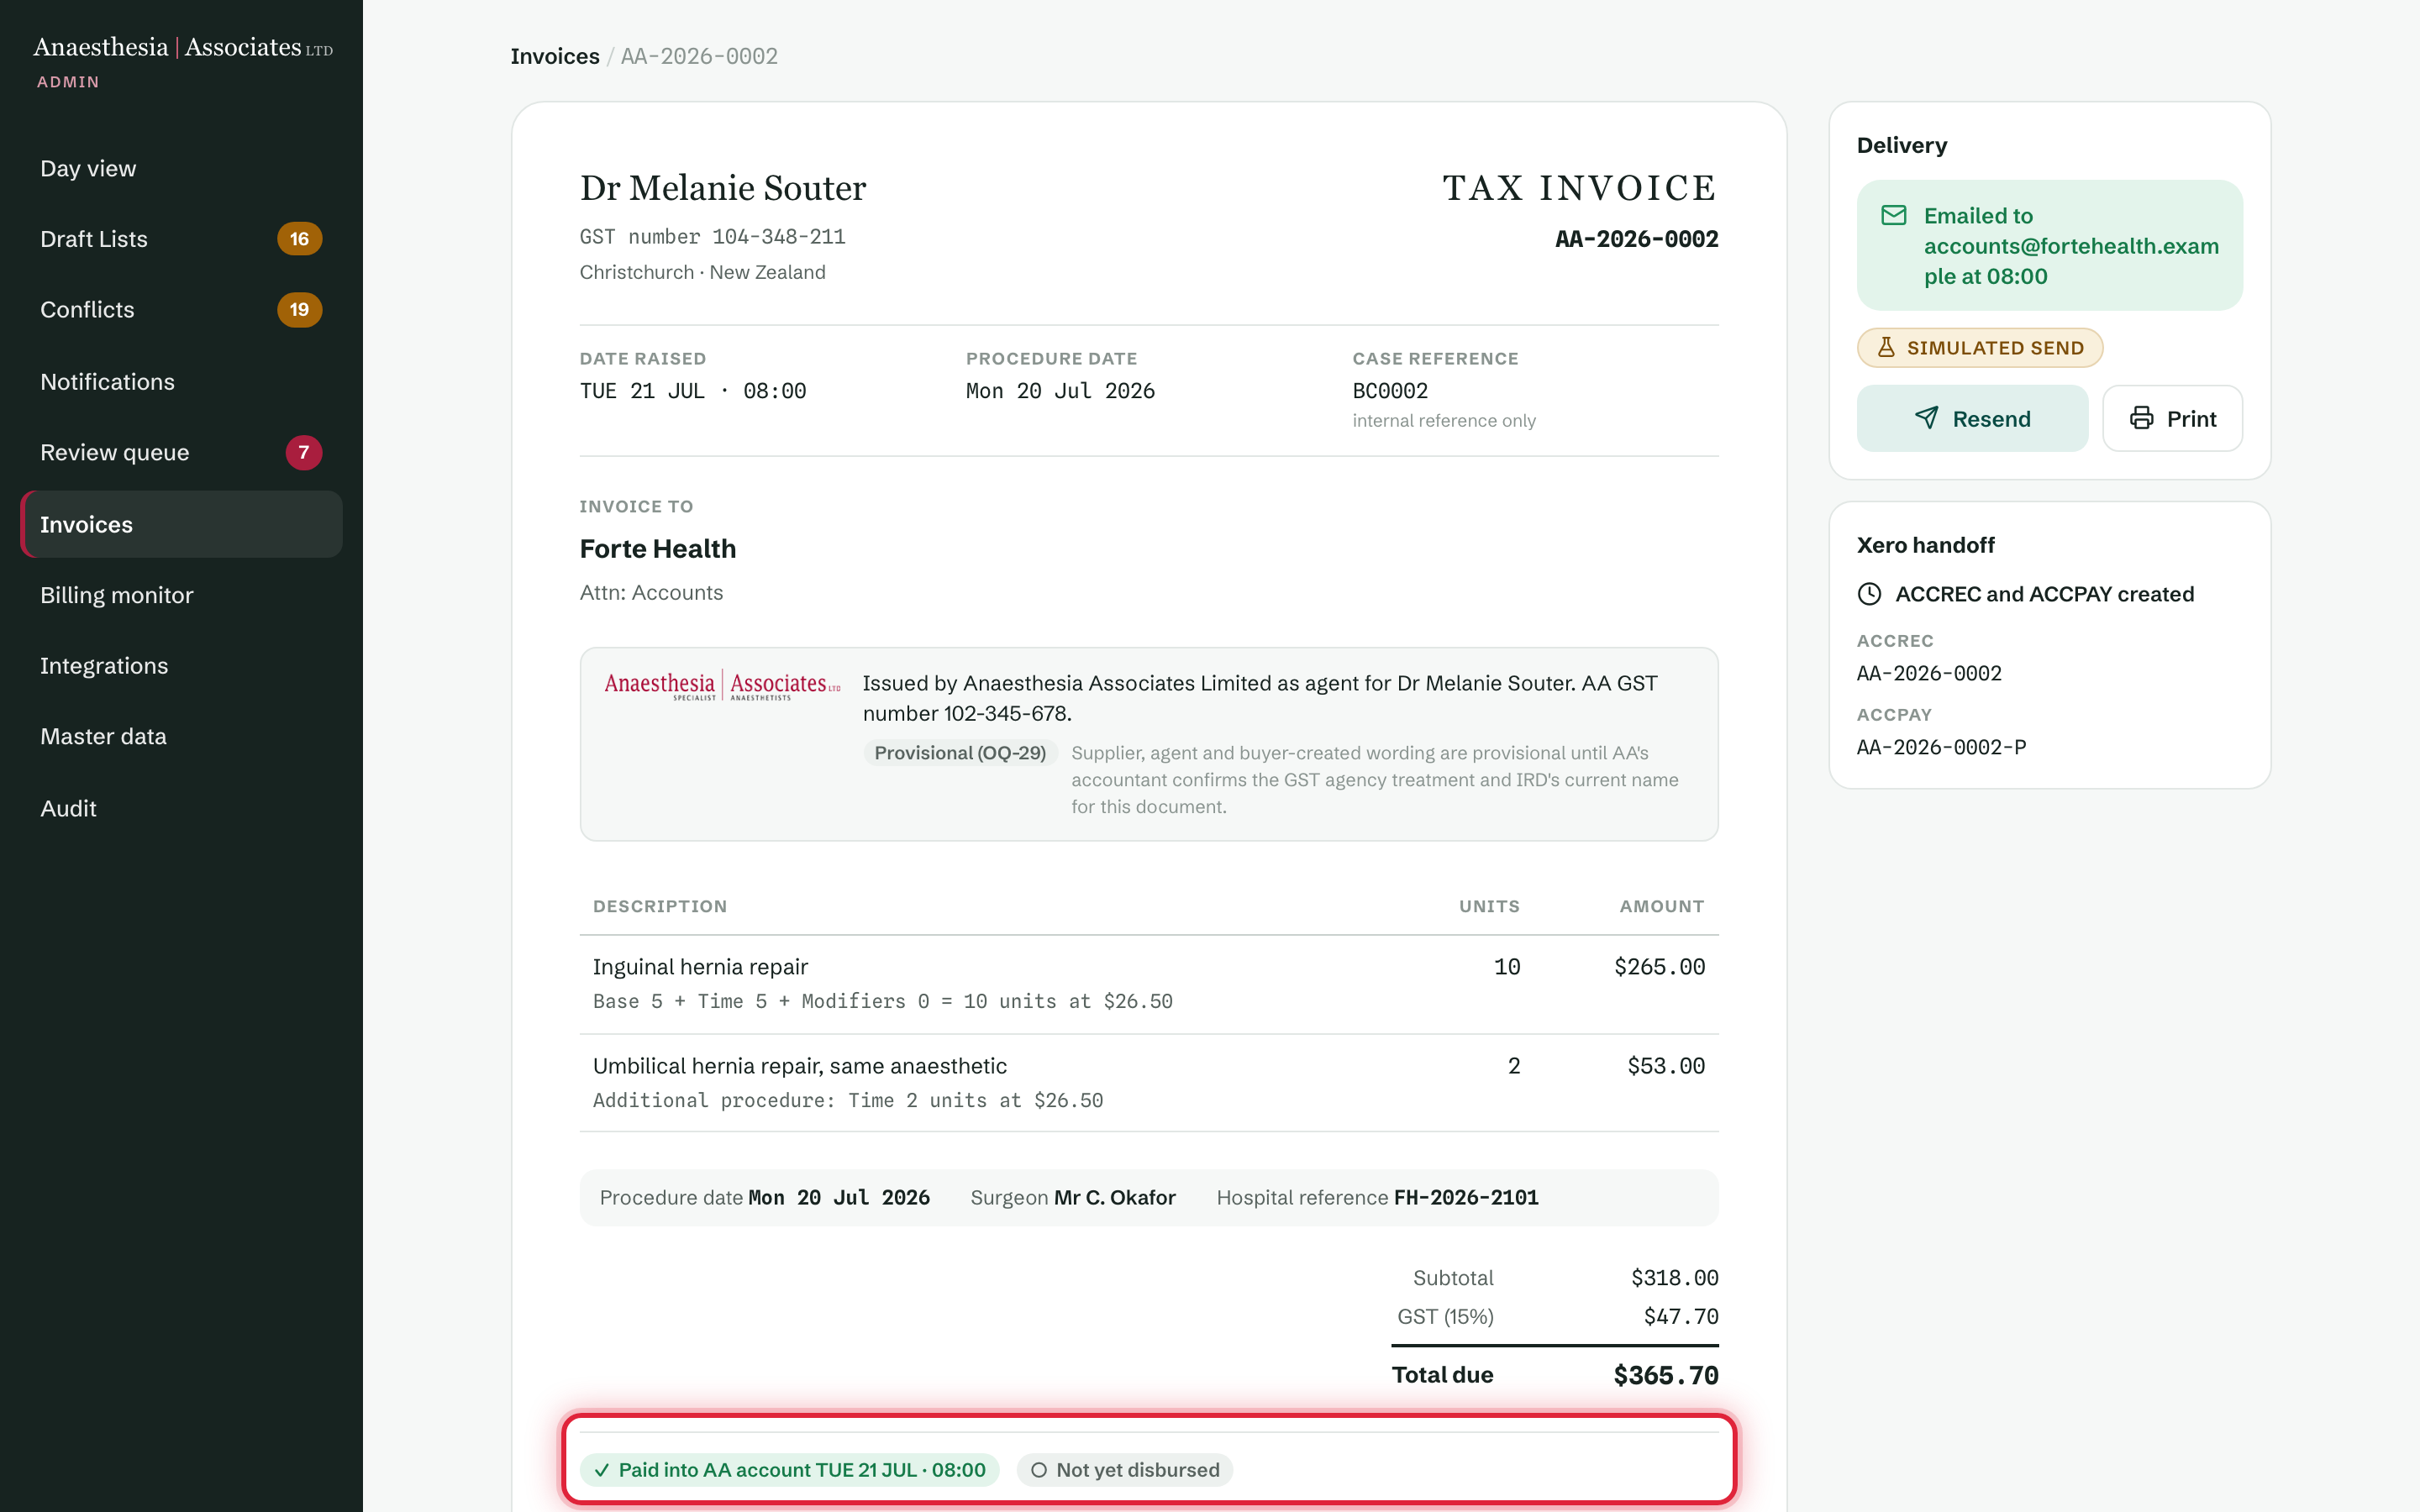 Anaesthesia | Associates LTD
ADMIN
Day view
Draft Lists 16
Conflicts 19
Notifications
Review queue 7
Invoices
Billing monitor
Integrations
Master data
Audit
Invoices / AA-2026-0002
Dr Melanie Souter
GST number 104-348-211
Christchurch · New Zealand
TAX INVOICE
AA-2026-0002
DATE RAISED
TUE 21 JUL · 08:00
PROCEDURE DATE
Mon 20 Jul 2026
CASE REFERENCE
BC0002
internal reference only
INVOICE TO
Forte Health
Attn: Accounts
Anaesthesia | Associates LTD
SPECIALIST ANAESTHETISTS
Issued by Anaesthesia Associates Limited as agent for Dr Melanie Souter. AA GST
number 102-345-678.
Provisional (OQ-29)
Supplier, agent and buyer-created wording are provisional until AA's
accountant confirms the GST agency treatment and IRD's current name
for this document.
DESCRIPTION UNITS AMOUNT
Inguinal hernia repair 10 $265.00
Base 5 + Time 5 + Modifiers 0 = 10 units at $26.50
Umbilical hernia repair, same anaesthetic 2 $53.00
Additional procedure: Time 2 units at $26.50
Procedure date Mon 20 Jul 2026 Surgeon Mr C. Okafor Hospital reference FH-2026-2101
Subtotal $318.00
GST (15%) $47.70
Total due $365.70
Paid into AA account TUE 21 JUL · 08:00 Not yet disbursed
Delivery
Emailed to
accounts@fortehealth.exam
ple at 08:00
SIMULATED SEND
Resend Print
Xero handoff
ACCREC and ACCPAY created
ACCREC
AA-2026-0002
ACCPAY
AA-2026-0002-P